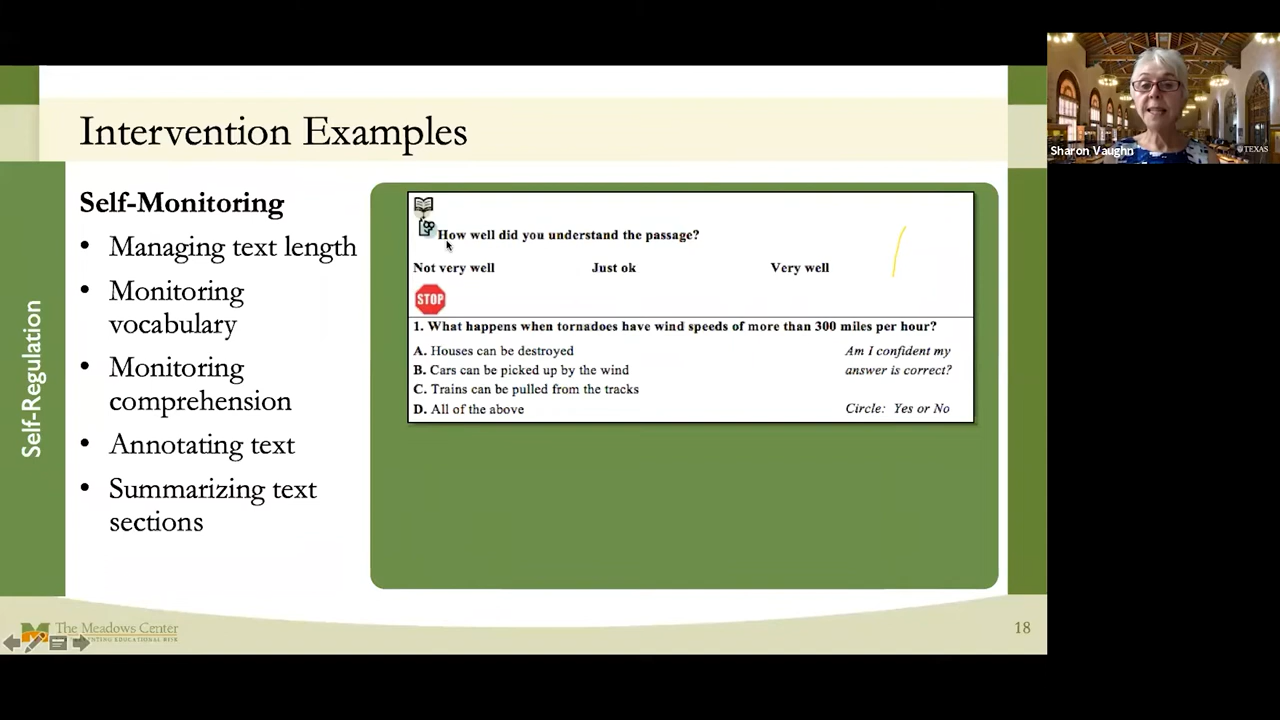 Intervention Examples
Sharon Vaughn
TEXAS
Self-Regulation
Self-Monitoring
• Managing text length
• Monitoring
vocabulary
• Monitoring
comprehension
• Annotating text
• Summarizing text
sections
How well did you understand the passage?
Not very well Just ok Very well
STOP
1. What happens when tornadoes have wind speeds of more than 300 miles per hour?
A. Houses can be destroyed
B. Cars can be picked up by the wind
C. Trains can be pulled from the tracks
D. All of the above
Am I confident my
answer is correct?
Circle: Yes or No
The Meadows Center
EDUCATIONAL RISK
18